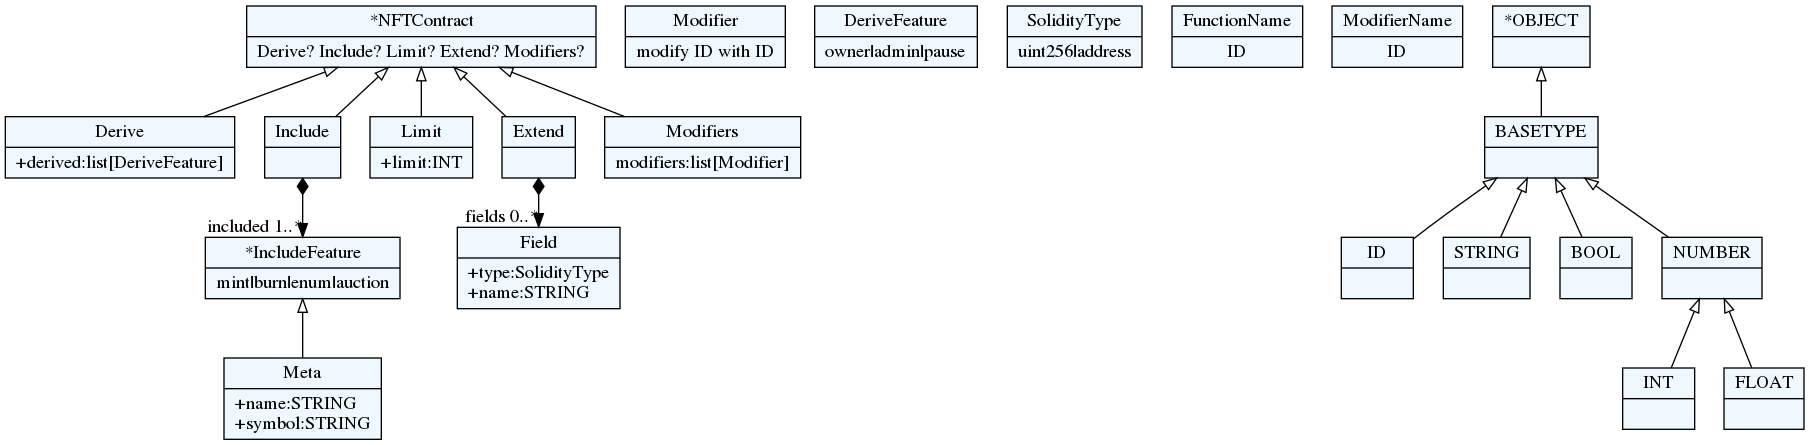 *NFTContract
Derive? Include? Limit? Extend? Modifiers?
Modifier
modify ID with ID
DeriveFeature
owner|admin|pause
SolidityType
uint256|address
FunctionName
ID
ModifierName
ID
*OBJECT
Derive
+derived:list[DeriveFeature]
Include
Limit
+limit:INT
Extend
Modifiers
modifiers:list[Modifier]
BASETYPE
included 1..*
fields 0..*
*IncludeFeature
mint|burn|enum|auction
Field
+type:SolidityType
+name:STRING
ID
STRING
BOOL
NUMBER
Meta
+name:STRING
+symbol:STRING
INT
FLOAT